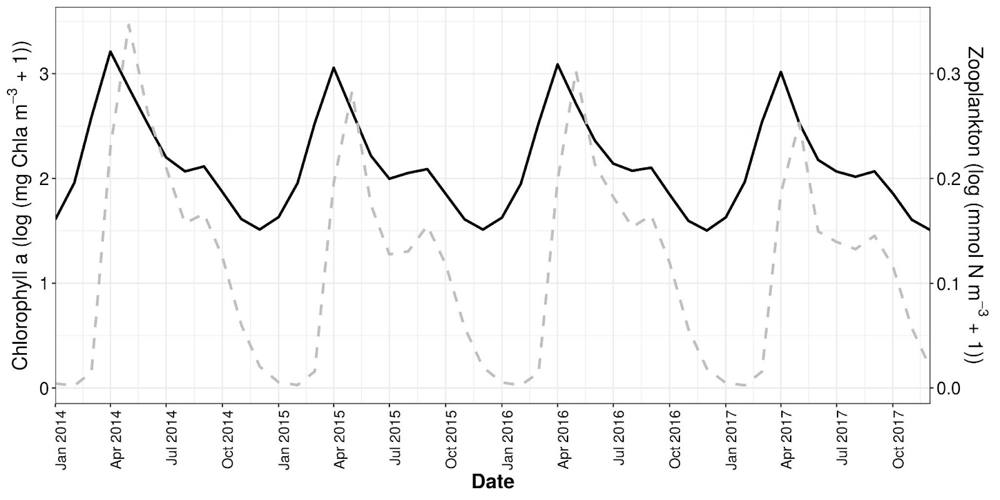 Chlorophyll a (log (mg Chla m⁻³ + 1))
3
2
1
0
0.3
0.2
0.1
0.0
Zooplankton (log (mmol N m⁻³ + 1))
Jan 2014
Apr 2014
Jul 2014
Oct 2014
Jan 2015
Apr 2015
Jul 2015
Oct 2015
Jan 2016
Apr 2016
Jul 2016
Oct 2016
Jan 2017
Apr 2017
Jul 2017
Oct 2017
Date